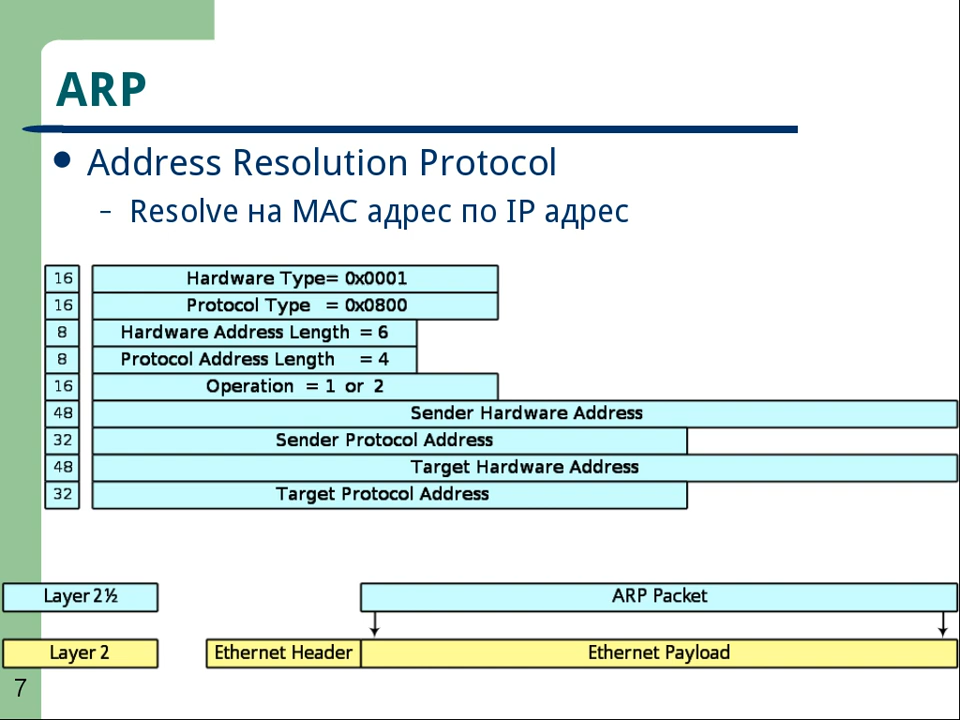 ARP
Address Resolution Protocol
– Resolve на MAC адрес по IP адрес
16 Hardware Type= 0x0001
16 Protocol Type = 0x0800
8 Hardware Address Length = 6
8 Protocol Address Length = 4
16 Operation = 1 or 2
48 Sender Hardware Address
32 Sender Protocol Address
48 Target Hardware Address
32 Target Protocol Address
Layer 2½ ARP Packet
Layer 2 Ethernet Header Ethernet Payload
7